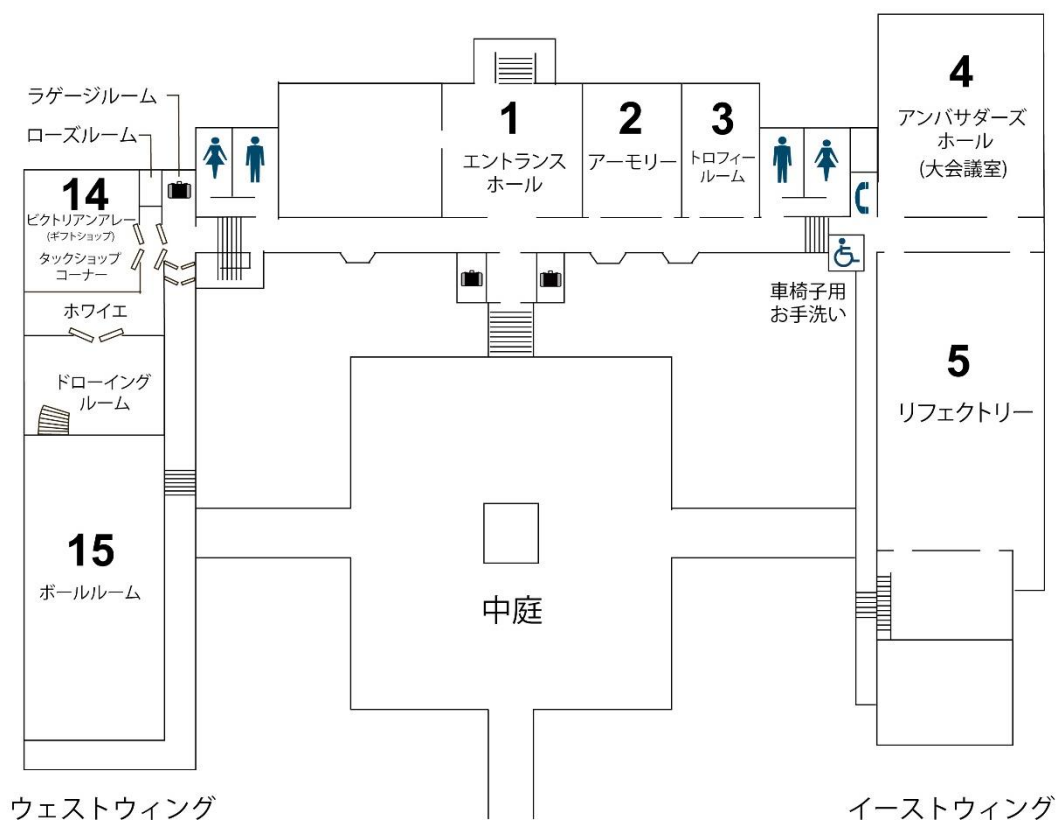 ラゲージルーム
ローズルーム
14
ビクトリアンアレー
(ギフトショップ)
タックショップ
コーナー
ホワイエ
ドローイング
ルーム
15
ボールルーム
1
エントランス
ホール
2
アーモリー
3
トロフィー
ルーム
4
アンバサダーズ
ホール
(大会議室)
車椅子用
お手洗い
5
リフェクトリー
中庭
ウェストウィング
イーストウィング